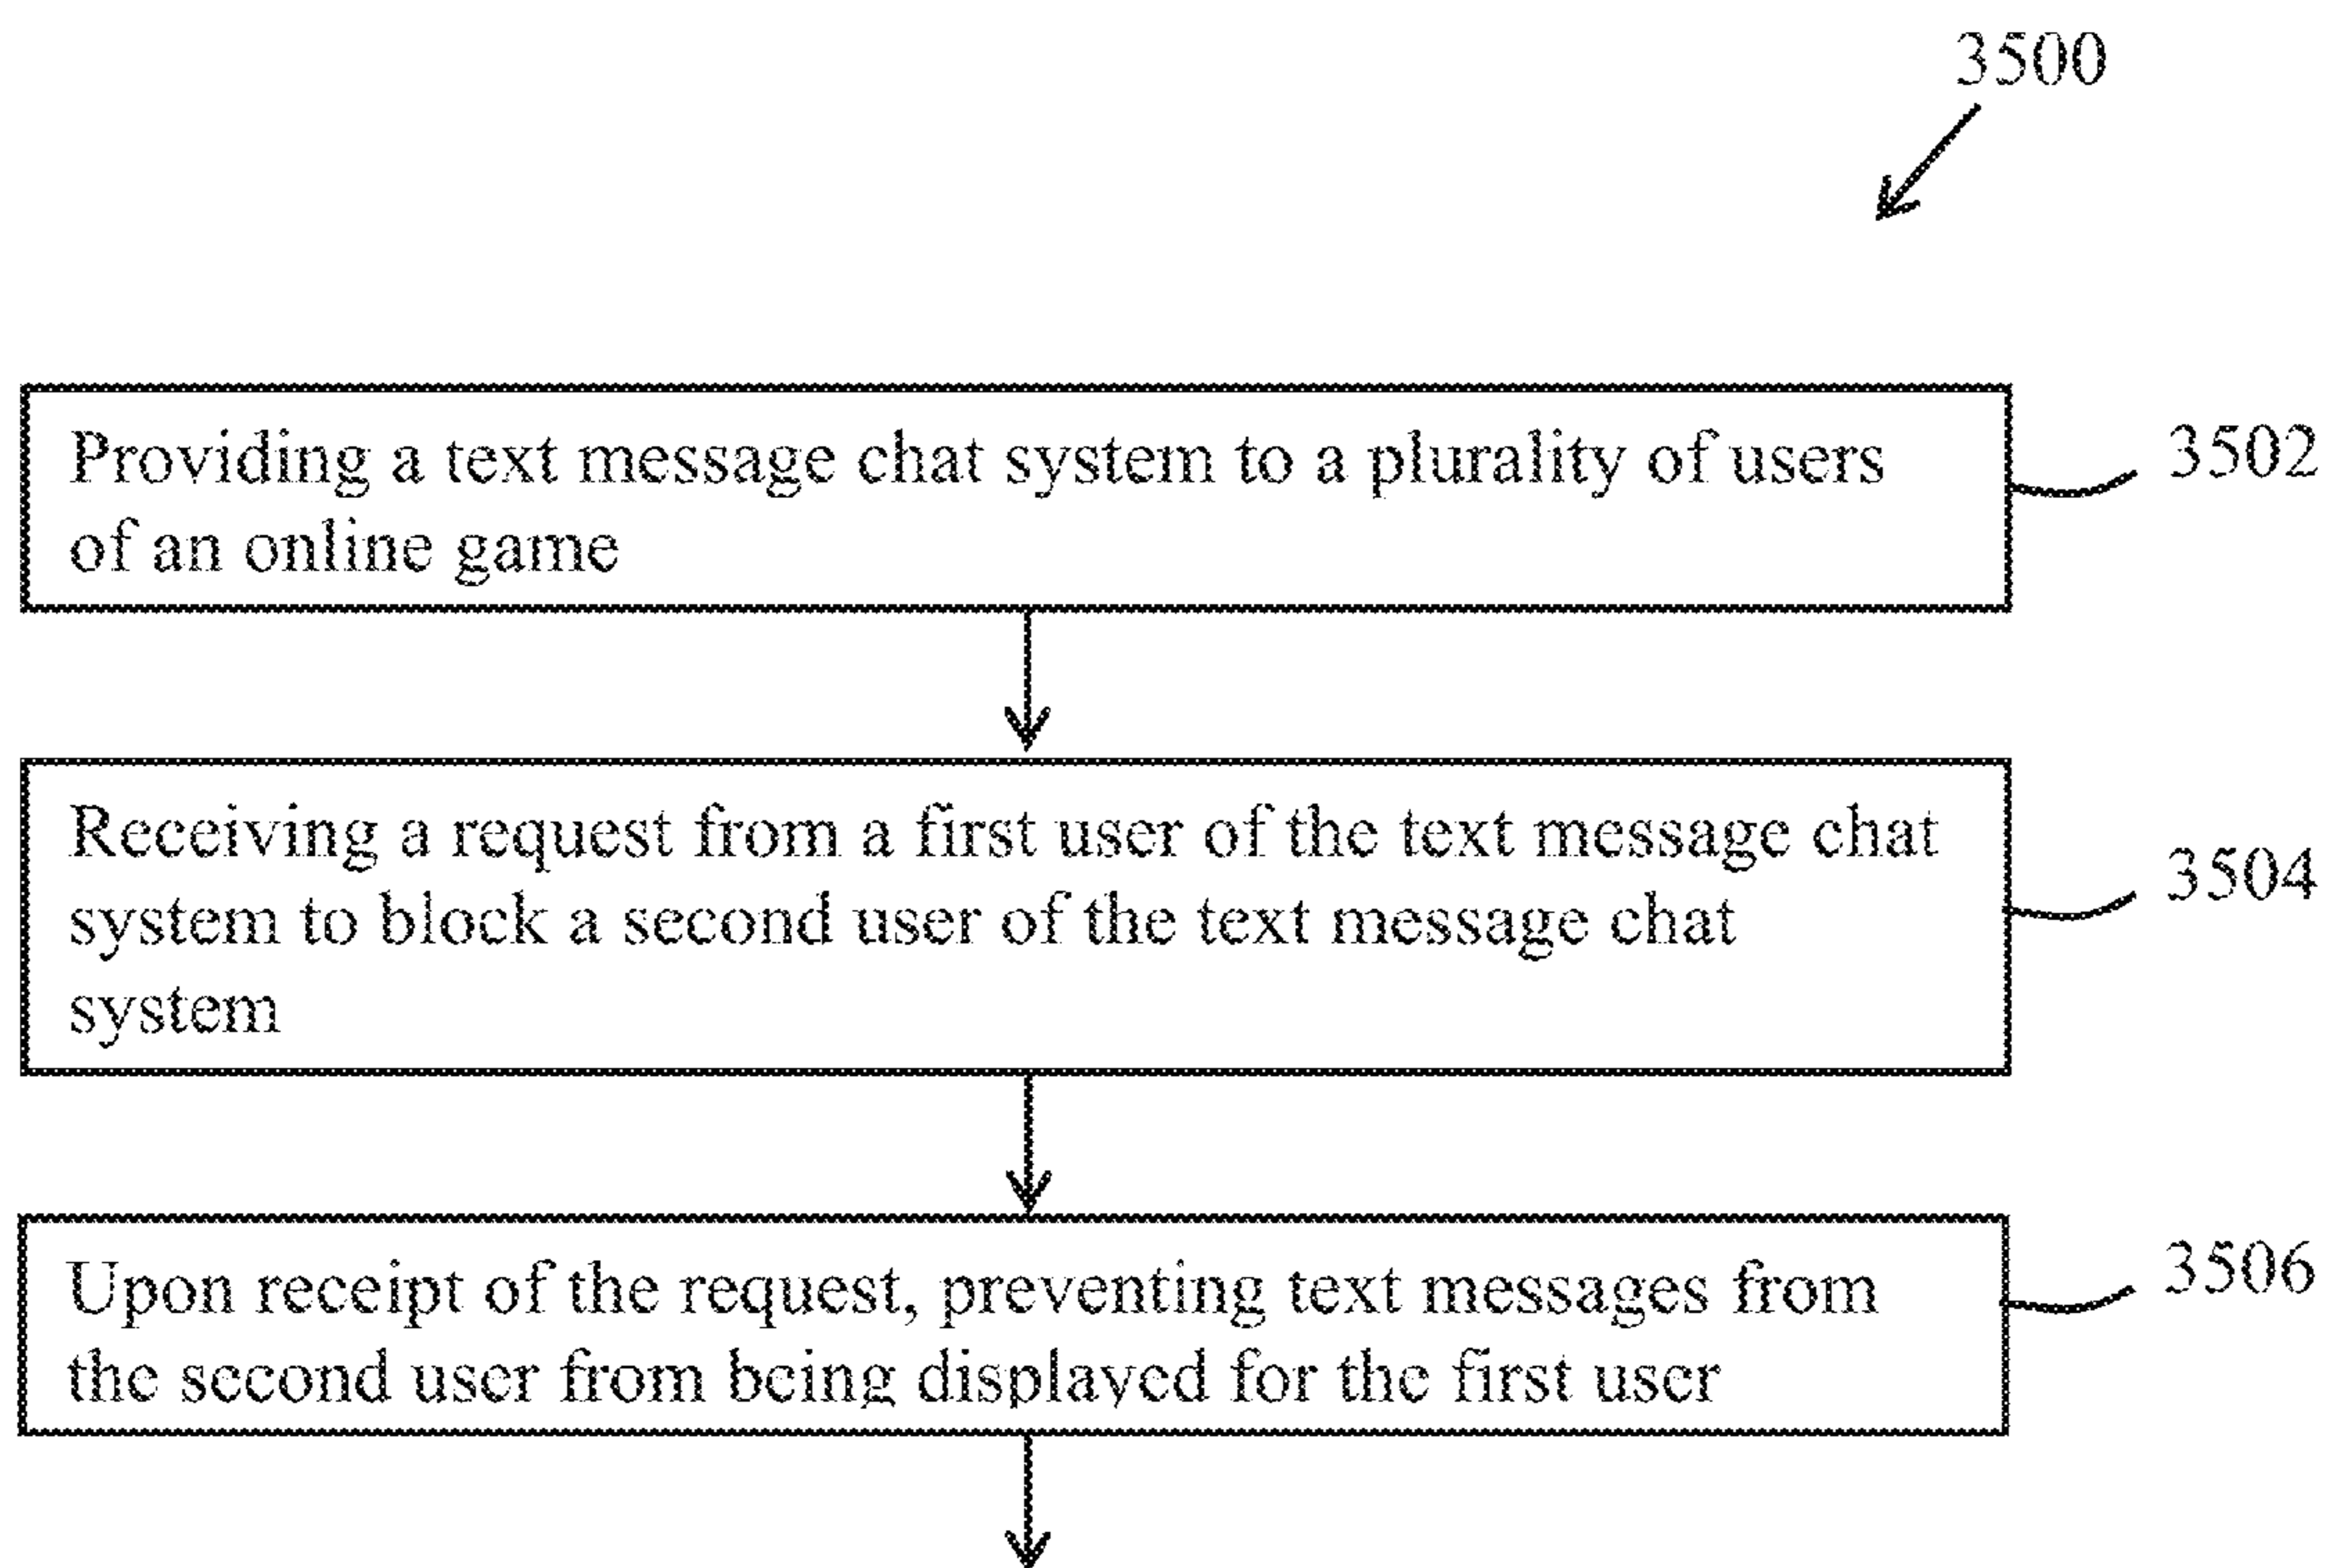 3500
Providing a text message chat system to a plurality of users
of an online game
3502
Receiving a request from a first user of the text message chat
system to block a second user of the text message chat
system
3504
Upon receipt of the request, preventing text messages from
the second user from being displayed for the first user
3506